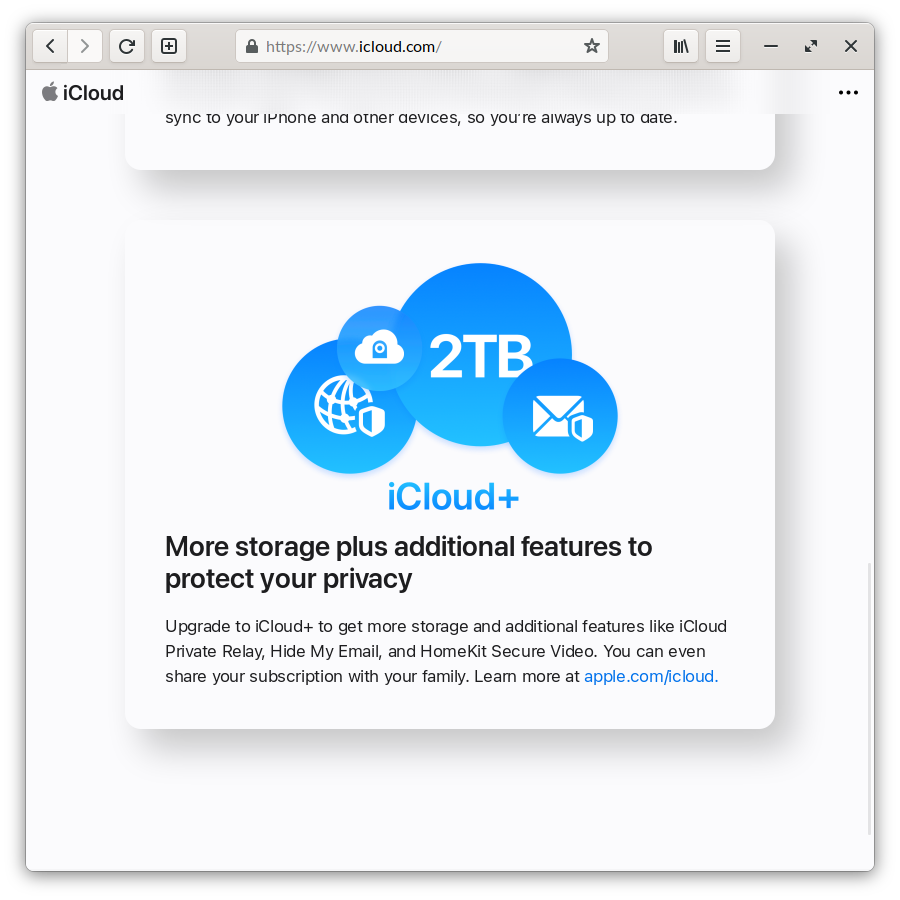 https://www.icloud.com/
iCloud
sync to your iPhone and other devices, so you're always up to date.
2TB
iCloud+
More storage plus additional features to
protect your privacy
Upgrade to iCloud+ to get more storage and additional features like iCloud
Private Relay, Hide My Email, and HomeKit Secure Video. You can even
share your subscription with your family. Learn more at apple.com/icloud.